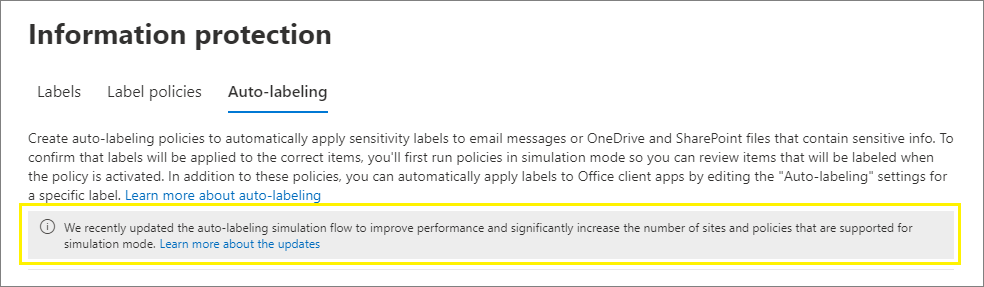 Information protection
Labels Label policies Auto-labeling
Create auto-labeling policies to automatically apply sensitivity labels to email messages or OneDrive and SharePoint files that contain sensitive info. To
confirm that labels will be applied to the correct items, you'll first run policies in simulation mode so you can review items that will be labeled when
the policy is activated. In addition to these policies, you can automatically apply labels to Office client apps by editing the "Auto-labeling" settings for
a specific label. Learn more about auto-labeling
We recently updated the auto-labeling simulation flow to improve performance and significantly increase the number of sites and policies that are supported for
simulation mode. Learn more about the updates